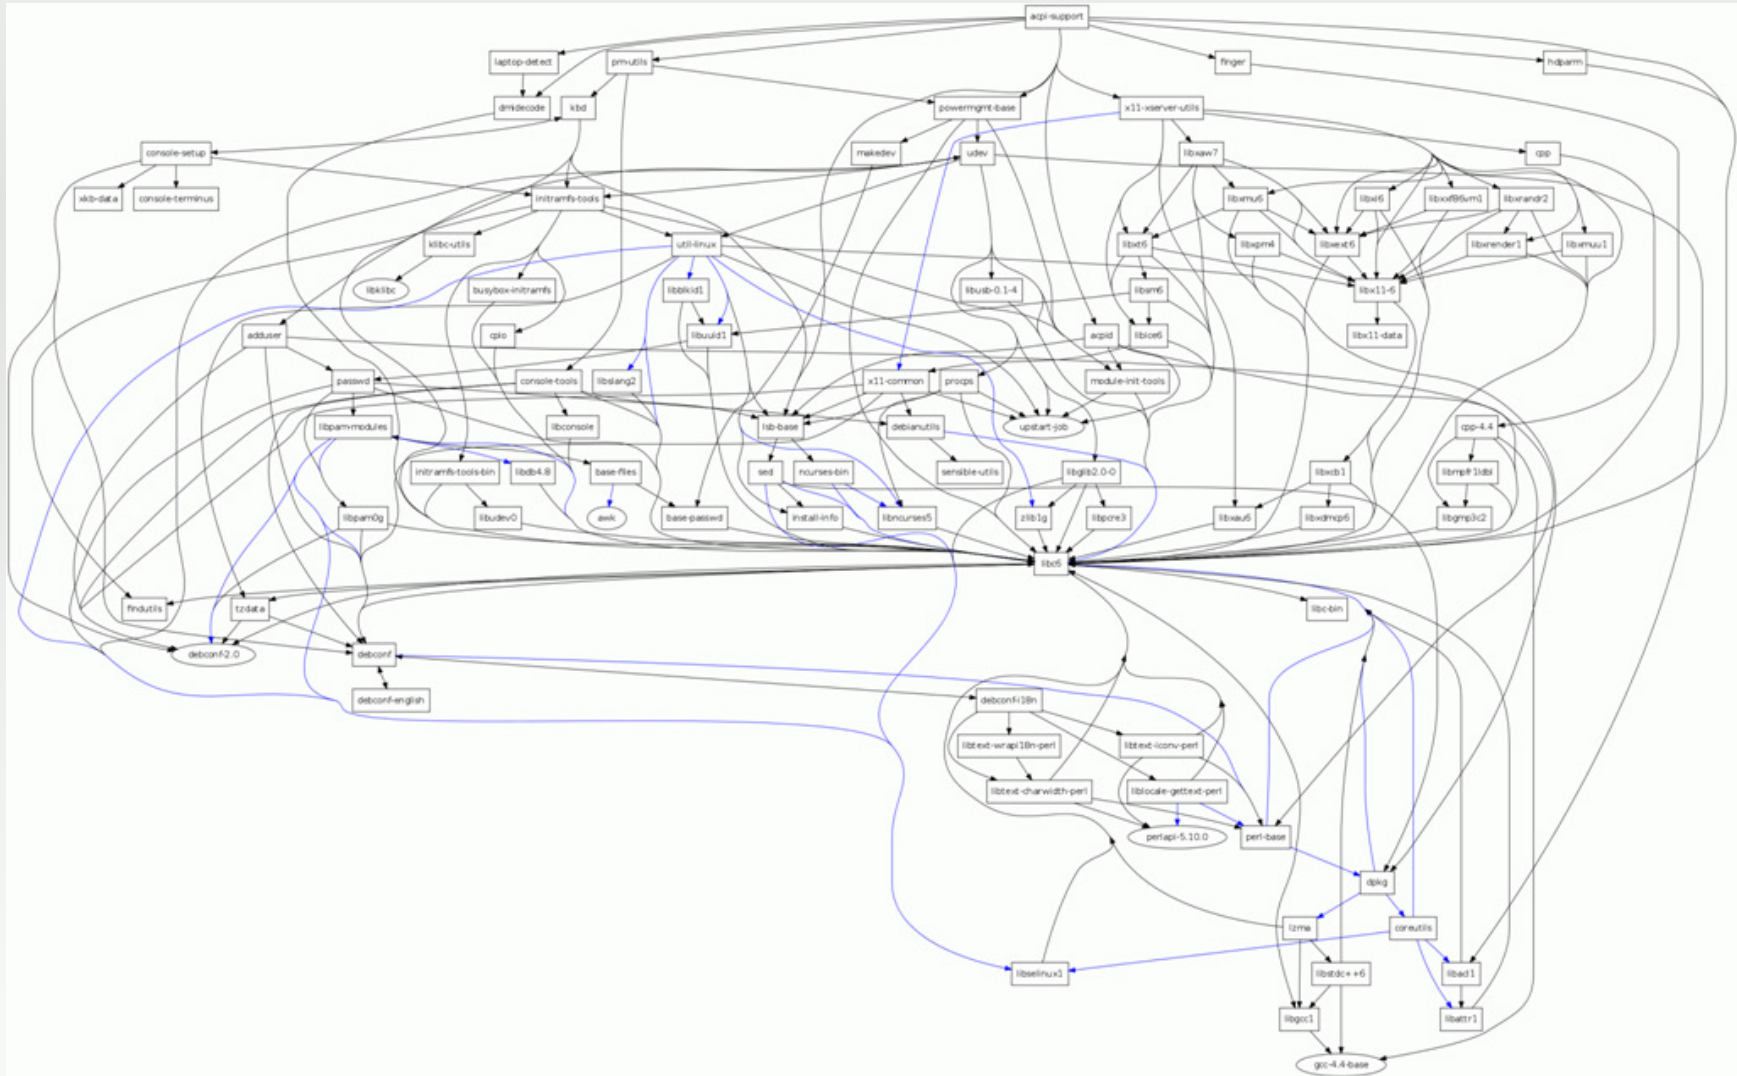 acpi-support
laptop-detect
pm-utils
finger
hdparm
dmidecode
kbd
powermgmt-base
x11-xserver-utils
console-setup
makedev
udev
libxaw7
cpp
xkb-data
console-terminus
initramfs-tools
libxmu6
libxi6
libxxf86vm1
libxrandr2
klibc-utils
util-linux
libxt6
libxpm4
libxext6
libxrender1
libxmuu1
libklibc
busybox-initramfs
libblkid1
libusb-0.1-4
libsm6
libx11-6
adduser
cpio
libuuid1
acpid
libice6
libx11-data
passwd
console-tools
libslang2
x11-common
procps
module-init-tools
libpam-modules
libconsole
lsb-base
debianutils
upstart-job
cpp-4.4
initramfs-tools-bin
libdb4.8
base-files
sed
ncurses-bin
sensible-utils
libglib2.0-0
libxcb1
libmpfr1ldbl
libpam0g
libudev0
awk
base-passwd
install-info
libncurses5
zlib1g
libpcre3
libxau6
libxdmcp6
libgmp3c2
libc6
findutils
tzdata
libc-bin
debconf-2.0
debconf
debconf-english
debconf-i18n
libtext-wrapi18n-perl
libtext-iconv-perl
libtext-charwidth-perl
liblocale-gettext-perl
perlapi-5.10.0
perl-base
dpkg
lzma
coreutils
libselinux1
libstdc++6
libacl1
libgcc1
libattr1
gcc-4.4-base